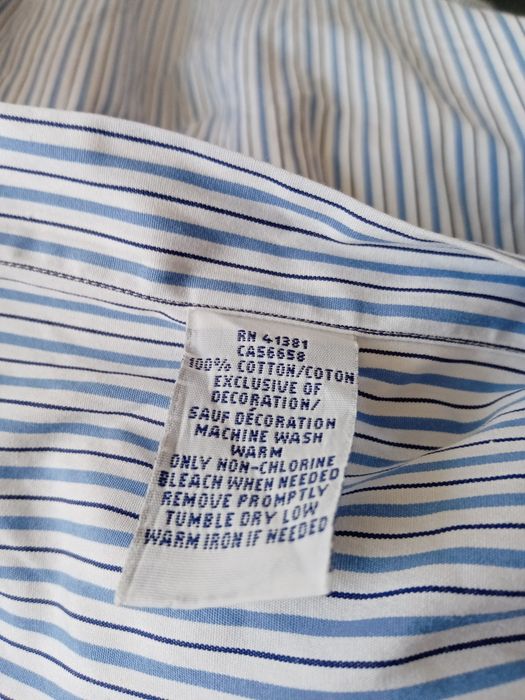 RN 41381
CA56658
100% COTTON/COTON
EXCLUSIVE OF
DECORATION/
SAUF DÉCORATION
MACHINE WASH
WARM
ONLY NON-CHLORINE
BLEACH WHEN NEEDED
REMOVE PROMPTLY
TUMBLE DRY LOW
WARM IRON IF NEEDED